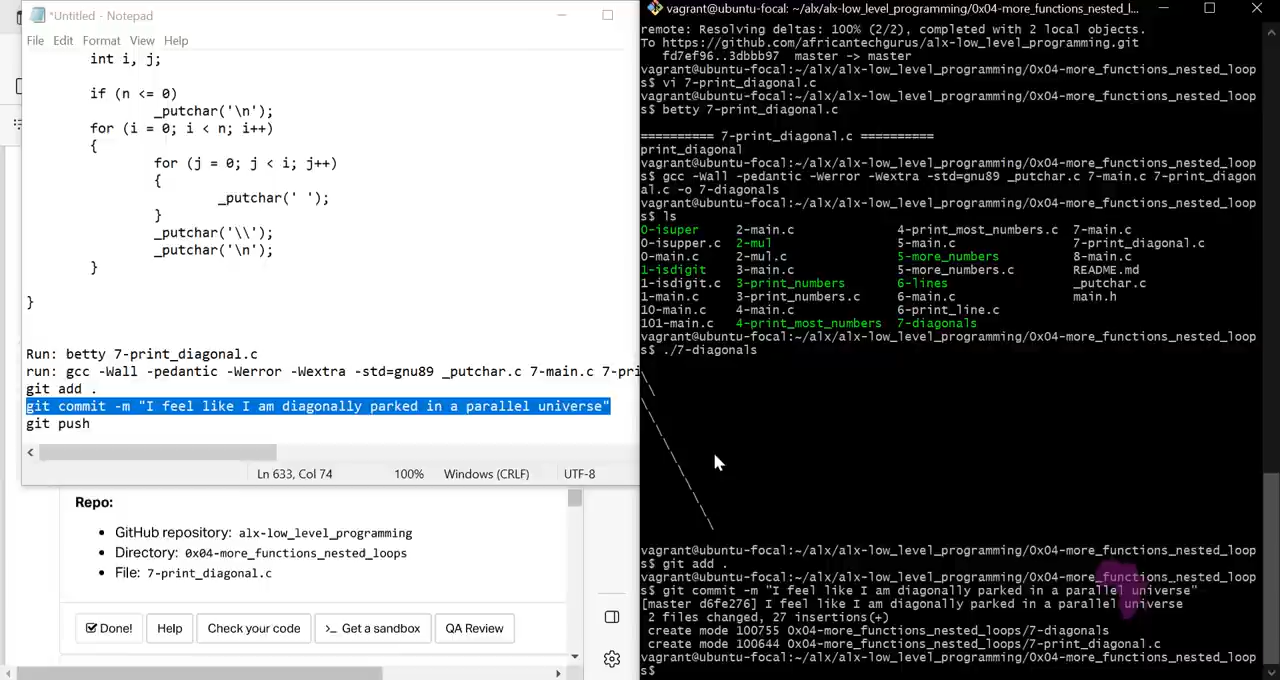 *Untitled - Notepad
File Edit Format View Help
int i, j;
if (n <= 0)
_putchar('\n');
for (i = 0; i < n; i++)
{
for (j = 0; j < i; j++)
{
_putchar(' ');
}
_putchar('\\');
_putchar('\n');
}
}
Run: betty 7-print_diagonal.c
run: gcc -Wall -pedantic -Werror -Wextra -std=gnu89 _putchar.c 7-main.c 7-pri
git add .
git commit -m "I feel like I am diagonally parked in a parallel universe"
git push
Ln 633, Col 74 100% Windows (CRLF) UTF-8
Repo:
• GitHub repository: alx-low_level_programming
• Directory: 0x04-more_functions_nested_loops
• File: 7-print_diagonal.c
Done! Help Check your code >_ Get a sandbox QA Review
vagrant@ubuntu-focal: ~/alx/alx-low_level_programming/0x04-more_functions_nested_l...
remote: Resolving deltas: 100% (2/2), completed with 2 local objects.
To https://github.com/africantechgurus/alx-low_level_programming.git
fd7ef96..3dbbb97 master -> master
vagrant@ubuntu-focal:~/alx/alx-low_level_programming/0x04-more_functions_nested_loop
s$ vi 7-print_diagonal.c
vagrant@ubuntu-focal:~/alx/alx-low_level_programming/0x04-more_functions_nested_loop
s$ betty 7-print_diagonal.c
========== 7-print_diagonal.c ==========
print_diagonal
vagrant@ubuntu-focal:~/alx/alx-low_level_programming/0x04-more_functions_nested_loop
s$ gcc -Wall -pedantic -Werror -Wextra -std=gnu89 _putchar.c 7-main.c 7-print_diagon
al.c -o 7-diagonals
vagrant@ubuntu-focal:~/alx/alx-low_level_programming/0x04-more_functions_nested_loop
s$ ls
0-isuper 2-main.c 4-print_most_numbers.c 7-main.c
0-isupper.c 2-mul 5-main.c 7-print_diagonal.c
0-main.c 2-mul.c 5-more_numbers 8-main.c
1-isdigit 3-main.c 5-more_numbers.c README.md
1-isdigit.c 3-print_numbers 6-lines _putchar.c
1-main.c 3-print_numbers.c 6-main.c main.h
10-main.c 4-main.c 6-print_line.c
101-main.c 4-print_most_numbers 7-diagonals
vagrant@ubuntu-focal:~/alx/alx-low_level_programming/0x04-more_functions_nested_loop
s$ ./7-diagonals
\
\
\
\
\
\
\
\
\
\
\
\
vagrant@ubuntu-focal:~/alx/alx-low_level_programming/0x04-more_functions_nested_loop
s$ git add .
vagrant@ubuntu-focal:~/alx/alx-low_level_programming/0x04-more_functions_nested_loop
s$ git commit -m "I feel like I am diagonally parked in a parallel universe"
[master d6fe276] I feel like I am diagonally parked in a parallel universe
2 files changed, 27 insertions(+)
create mode 100755 0x04-more_functions_nested_loops/7-diagonals
create mode 100644 0x04-more_functions_nested_loops/7-print_diagonal.c
vagrant@ubuntu-focal:~/alx/alx-low_level_programming/0x04-more_functions_nested_loop
s$